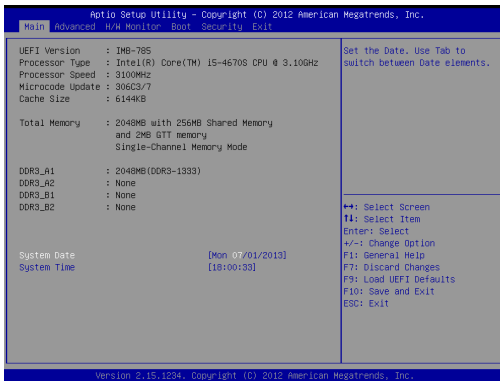 Aptio Setup Utility – Copyright (C) 2012 American Megatrends, Inc.
Main Advanced H/W Monitor Boot Security Exit
UEFI Version : IMB-785
Processor Type : Intel(R) Core(TM) i5-4670S CPU @ 3.10GHz
Processor Speed : 3100MHz
Microcode Update : 306C3/7
Cache Size : 6144KB
Total Memory : 2048MB with 256MB Shared Memory
and 2MB GTT memory
Single-Channel Memory Mode
DDR3_A1 : 2048MB(DDR3-1333)
DDR3_A2 : None
DDR3_B1 : None
DDR3_B2 : None
System Date [Mon 07/01/2013]
System Time [18:00:33]
Set the Date. Use Tab to
switch between Date elements.
↔: Select Screen
↑↓: Select Item
Enter: Select
+/-: Change Option
F1: General Help
F7: Discard Changes
F9: Load UEFI Defaults
F10: Save and Exit
ESC: Exit
Version 2.15.1234. Copyright (C) 2012 American Megatrends, Inc.